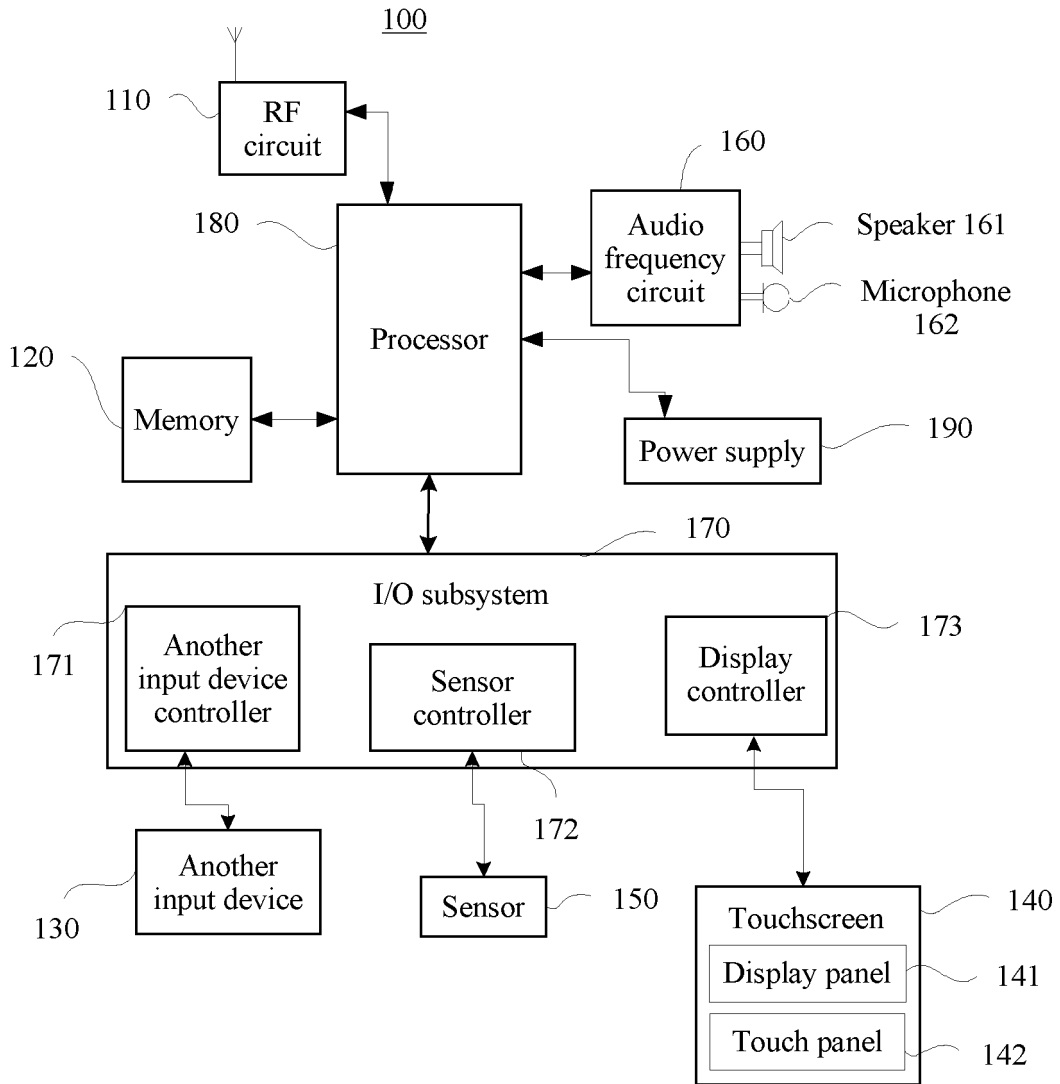 100
110
RF
circuit
160
180
Audio
frequency
circuit
Speaker 161
Microphone
162
Processor
120
Memory
190
Power supply
170
I/O subsystem
171
Another
input device
controller
Sensor
controller
173
Display
controller
172
130
Another
input device
Sensor
150
140
Touchscreen
Display panel
141
Touch panel
142